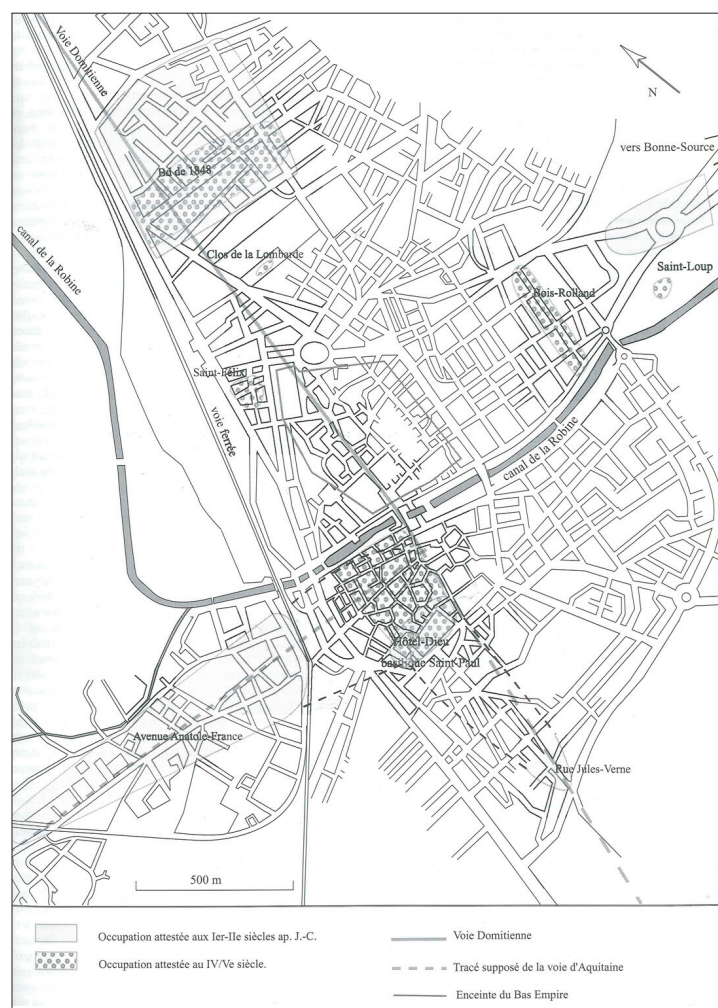 Voie Domitienne
N
vers Bonne-Source
Bd de 1848
canal de la Robine
Clos de la Lombarde
Saint-Loup
Bois-Rolland
Saint-Félix
voie ferrée
canal de la Robine
Hôtel-Dieu
basilique Saint-Paul
Avenue Anatole-France
Rue Jules-Verne
500 m
Occupation attestée aux Ier-IIe siècles ap. J.-C.
Voie Domitienne
Occupation attestée au IV/Ve siècle.
Tracé supposé de la voie d'Aquitaine
Enceinte du Bas Empire